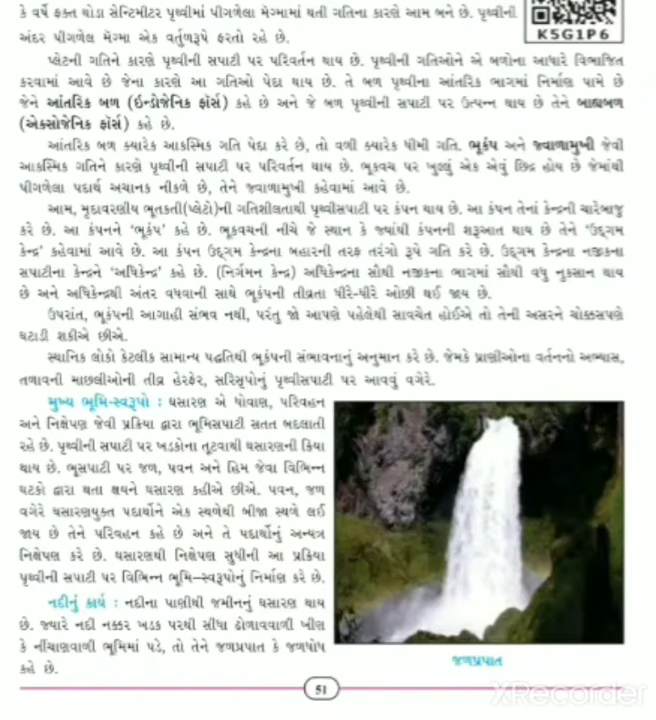 કે વર્ષે ફક્ત થોડા સેન્ટિમીટર પૃથ્વીમાં પીગળેલ મેગ્મામાં થતી ગતિના કારણે આમ બને છે. પૃથ્વીની
અંદર પીગળેલ મેગ્મા એક વર્તુળરૂપે ફરતો રહે છે.
K5G1P6
પ્લેટની ગતિને કારણે પૃથ્વીની સપાટી પર પરિવર્તન થાય છે. પૃથ્વીની ગતિઓને એ બળોના આધારે વિભાજિત
કરવામાં આવે છે જેના કારણે આ ગતિઓ પેદા થાય છે. તે બળ પૃથ્વીના આંતરિક ભાગમાં નિર્માણ પામે છે
જેને આંતરિક બળ (ઇન્ડોજેનિક ફૉર્સ) કહે છે અને જે બળ પૃથ્વીની સપાટી પર ઉત્પન્ન થાય છે તેને બાહ્યબળ
(એક્સોજેનિક ફૉર્સ) કહે છે.
આંતરિક બળ ક્યારેક આકસ્મિક ગતિ પેદા કરે છે, તો વળી ક્યારેક ધીમી ગતિ. ભૂકંપ અને જ્વાળામુખી જેવી
આકસ્મિક ગતિને કારણે પૃથ્વીની સપાટી પર પરિવર્તન થાય છે. ભૂકવચ પર ખુલ્લું એક એવું છિદ્ર હોય છે જેમાંથી
પીગળેલા પદાર્થ અચાનક નીકળે છે, તેને જ્વાળામુખી કહેવામાં આવે છે.
આમ, મૃદાવરણીય ભૂતકતી(પ્લેટો)ની ગતિશીલતાથી પૃથ્વીસપાટી પર કંપન થાય છે. આ કંપન તેનાં કેન્દ્રની ચારેબાજુ
કરે છે. આ કંપનને ‘ભૂકંપ’ કહે છે. ભૂકવચની નીચે જે સ્થાન કે જ્યાંથી કંપનની શરૂઆત થાય છે તેને ‘ઉદ્ગમ
કેન્દ્ર’ કહેવામાં આવે છે. આ કંપન ઉદ્ગમ કેન્દ્રના બહારની તરફ તરંગો રૂપે ગતિ કરે છે. ઉદ્ગમ કેન્દ્રના નજીકના
સપાટીના કેન્દ્રને ‘અધિકેન્દ્ર’ કહે છે. (નિર્ગમન કેન્દ્ર) અધિકેન્દ્રના સૌથી નજીકના ભાગમાં સૌથી વધુ નુકસાન થાય
છે અને અધિકેન્દ્રથી અંતર વધવાની સાથે ભૂકંપની તીવ્રતા ધીરે-ધીરે ઓછી થઈ જાય છે.
ઉપરાંત, ભૂકંપની આગાહી સંભવ નથી, પરંતુ જો આપણે પહેલેથી સાવચેત હોઈએ તો તેની અસરને ચોક્કસપણે
ઘટાડી શકીએ છીએ.
સ્થાનિક લોકો કેટલીક સામાન્ય પદ્ધતિથી ભૂકંપની સંભાવનાનું અનુમાન કરે છે. જેમકે પ્રાણીઓના વર્તનનો અભ્યાસ,
તળાવની માછલીઓની તીવ્ર હેરફેર, સરિસૃપોનું પૃથ્વીસપાટી પર આવવું વગેરે.
મુખ્ય ભૂમિ-સ્વરૂપો : ઘસારણ એ ધોવાણ, પરિવહન
અને નિક્ષેપણ જેવી પ્રક્રિયા દ્વારા ભૂમિસપાટી સતત બદલાતી
રહે છે. પૃથ્વીની સપાટી પર ખડકોના તૂટવાથી ઘસારણની ક્રિયા
થાય છે. ભૂસપાટી પર જળ, પવન અને હિમ જેવા વિભિન્ન
ઘટકો દ્વારા થતા ક્ષયને ઘસારણ કહીએ છીએ. પવન, જળ
વગેરે ઘસારણયુક્ત પદાર્થોને એક સ્થળેથી બીજા સ્થળે લઈ
જાય છે તેને પરિવહન કહે છે અને તે પદાર્થોનું અન્યત્ર
નિક્ષેપણ કરે છે. ઘસારણથી નિક્ષેપણ સુધીની આ પ્રક્રિયા
પૃથ્વીની સપાટી પર વિભિન્ન ભૂમિ-સ્વરૂપોનું નિર્માણ કરે છે.
નદીનું કાર્ય : નદીના પાણીથી જમીનનું ઘસારણ થાય
છે. જ્યારે નદી નક્કર ખડક પરથી સીધા ઢોળાવવાળી ખીણ
કે નીચાણવાળી ભૂમિમાં પડે, તો તેને જળપ્રપાત કે જળધોધ
કહે છે.
જળપ્રપાત
51
XRecorder